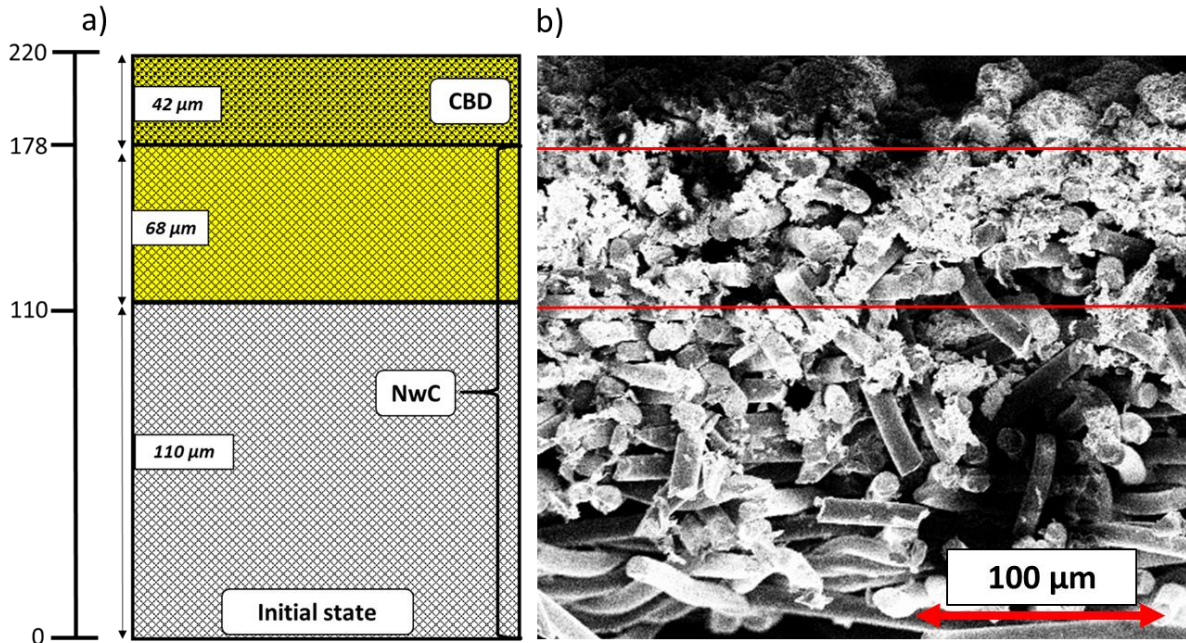 a)
b)
220
42 µm
CBD
178
68 µm
110
NwC
110 µm
Initial state
0
100 µm